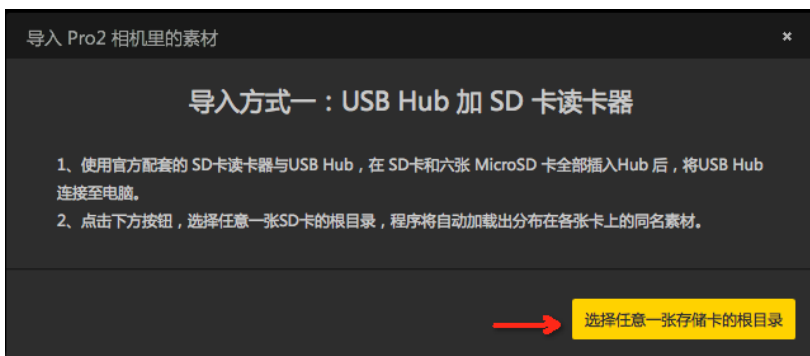 导入 Pro2 相机里的素材
×
导入方式一：USB Hub 加 SD 卡读卡器
1、使用官方配套的 SD卡读卡器与USB Hub，在 SD卡和六张 MicroSD 卡全部插入Hub 后，将USB Hub
连接至电脑。
2、点击下方按钮，选择任意一张SD卡的根目录，程序将自动加载出分布在各张卡上的同名素材。
选择任意一张存储卡的根目录